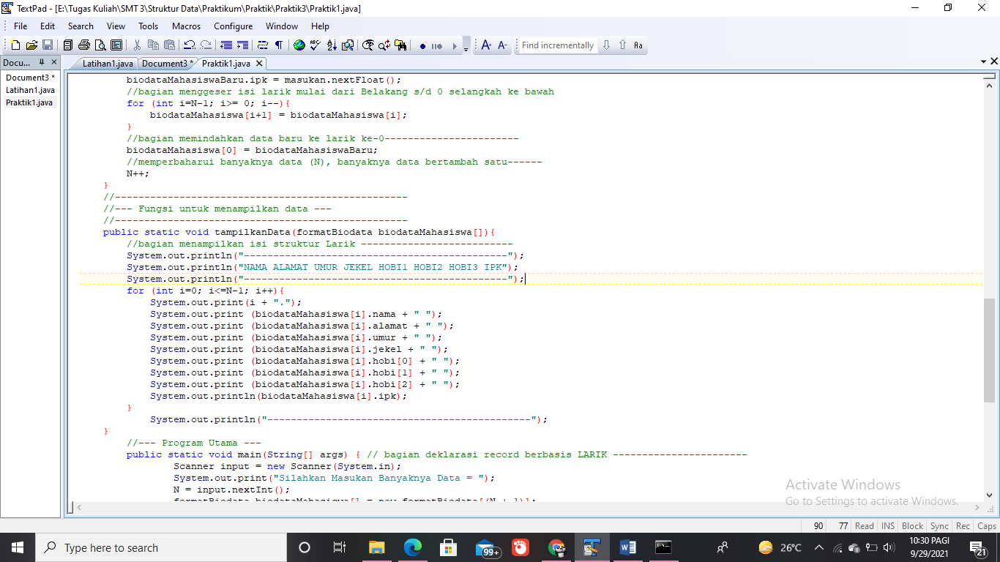 TextPad - [E:\Tugas Kuliah\SMT 3\Struktur Data\Praktikum\Praktik\Praktik3\Praktik1.java]
File Edit Search View Tools Macros Configure Window Help
Find incrementally
Docu...
Document3 *
Latihan1.java
Praktik1.java
Latihan1.java Document3 * Praktik1.java
biodataMahasiswaBaru.ipk = masukan.nextFloat();
//bagian menggeser isi larik mulai dari Belakang s/d 0 selangkah ke bawah
for (int i=N-1; i>= 0; i--){
biodataMahasiswa[i+1] = biodataMahasiswa[i];
}
//bagian memindahkan data baru ke larik ke-0-----------------------
biodataMahasiswa[0] = biodataMahasiswaBaru;
//memperbaharui banyaknya data (N), banyaknya data bertambah satu------
N++;
}
//--------------------------------------------------
//--- Fungsi untuk menampilkan data ---
//--------------------------------------------------
public static void tampilkanData(formatBiodata biodataMahasiswa[]){
//bagian menampilkan isi struktur Larik --------------------------
System.out.println("---------------------------------------------");
System.out.println("NAMA ALAMAT UMUR JEKEL HOBI1 HOBI2 HOBI3 IPK");
System.out.println("---------------------------------------------");
for (int i=0; i<=N-1; i++){
System.out.print(i + ".");
System.out.print (biodataMahasiswa[i].nama + " ");
System.out.print (biodataMahasiswa[i].alamat + " ");
System.out.print (biodataMahasiswa[i].umur + " ");
System.out.print (biodataMahasiswa[i].jekel + " ");
System.out.print (biodataMahasiswa[i].hobi[0] + " ");
System.out.print (biodataMahasiswa[i].hobi[1] + " ");
System.out.print (biodataMahasiswa[i].hobi[2] + " ");
System.out.println(biodataMahasiswa[i].ipk);
}
System.out.println("---------------------------------------------");
}
//--- Program Utama ---
public static void main(String[] args) { // bagian deklarasi record berbasis LARIK -----------------------
Scanner input = new Scanner(System.in);
System.out.print("Silahkan Masukan Banyaknya Data = ");
N = input.nextInt();
formatBiodata biodataMahasiswa[] = new formatBiodata[(N + 1)];
Activate Windows
Go to Settings to activate Windows.
90 77 Read INS Block Sync Rec Caps
Type here to search
99+
26°C
10:30 PAGI
9/29/2021
21